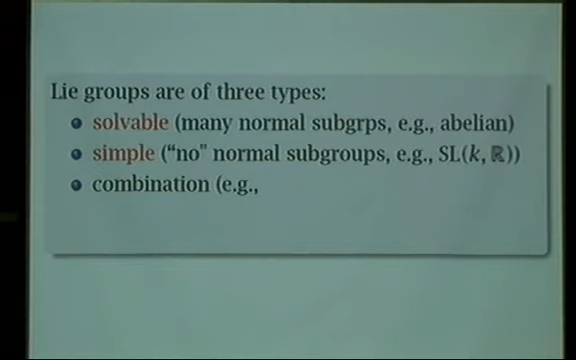 Lie groups are of three types:
solvable (many normal subgrps, e.g., abelian)
simple (“no” normal subgroups, e.g., SL(k, ℝ))
combination (e.g.,